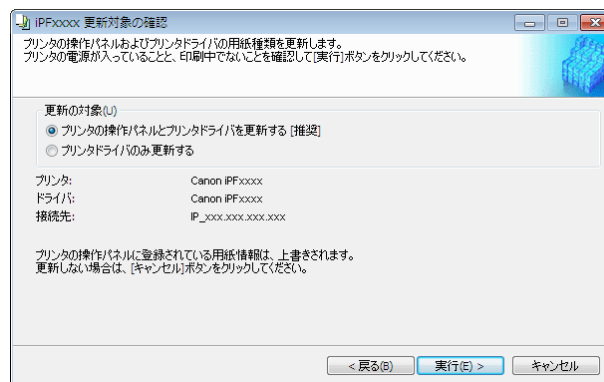 iPFxxxx 更新対象の確認
プリンタの操作パネルおよびプリンタドライバの用紙種類を更新します。
プリンタの電源が入っていることと、印刷中でないことを確認して[実行]ボタンをクリックしてください。
更新の対象(U)
プリンタの操作パネルとプリンタドライバを更新する [推奨]
プリンタドライバのみ更新する
プリンタ: Canon iPFxxxx
ドライバ: Canon iPFxxxx
接続先: IP_xxx.xxx.xxx.xxx
プリンタの操作パネルに登録されている用紙情報は、上書きされます。
更新しない場合は、[キャンセル]ボタンをクリックしてください。
< 戻る(B) 実行(E) > キャンセル